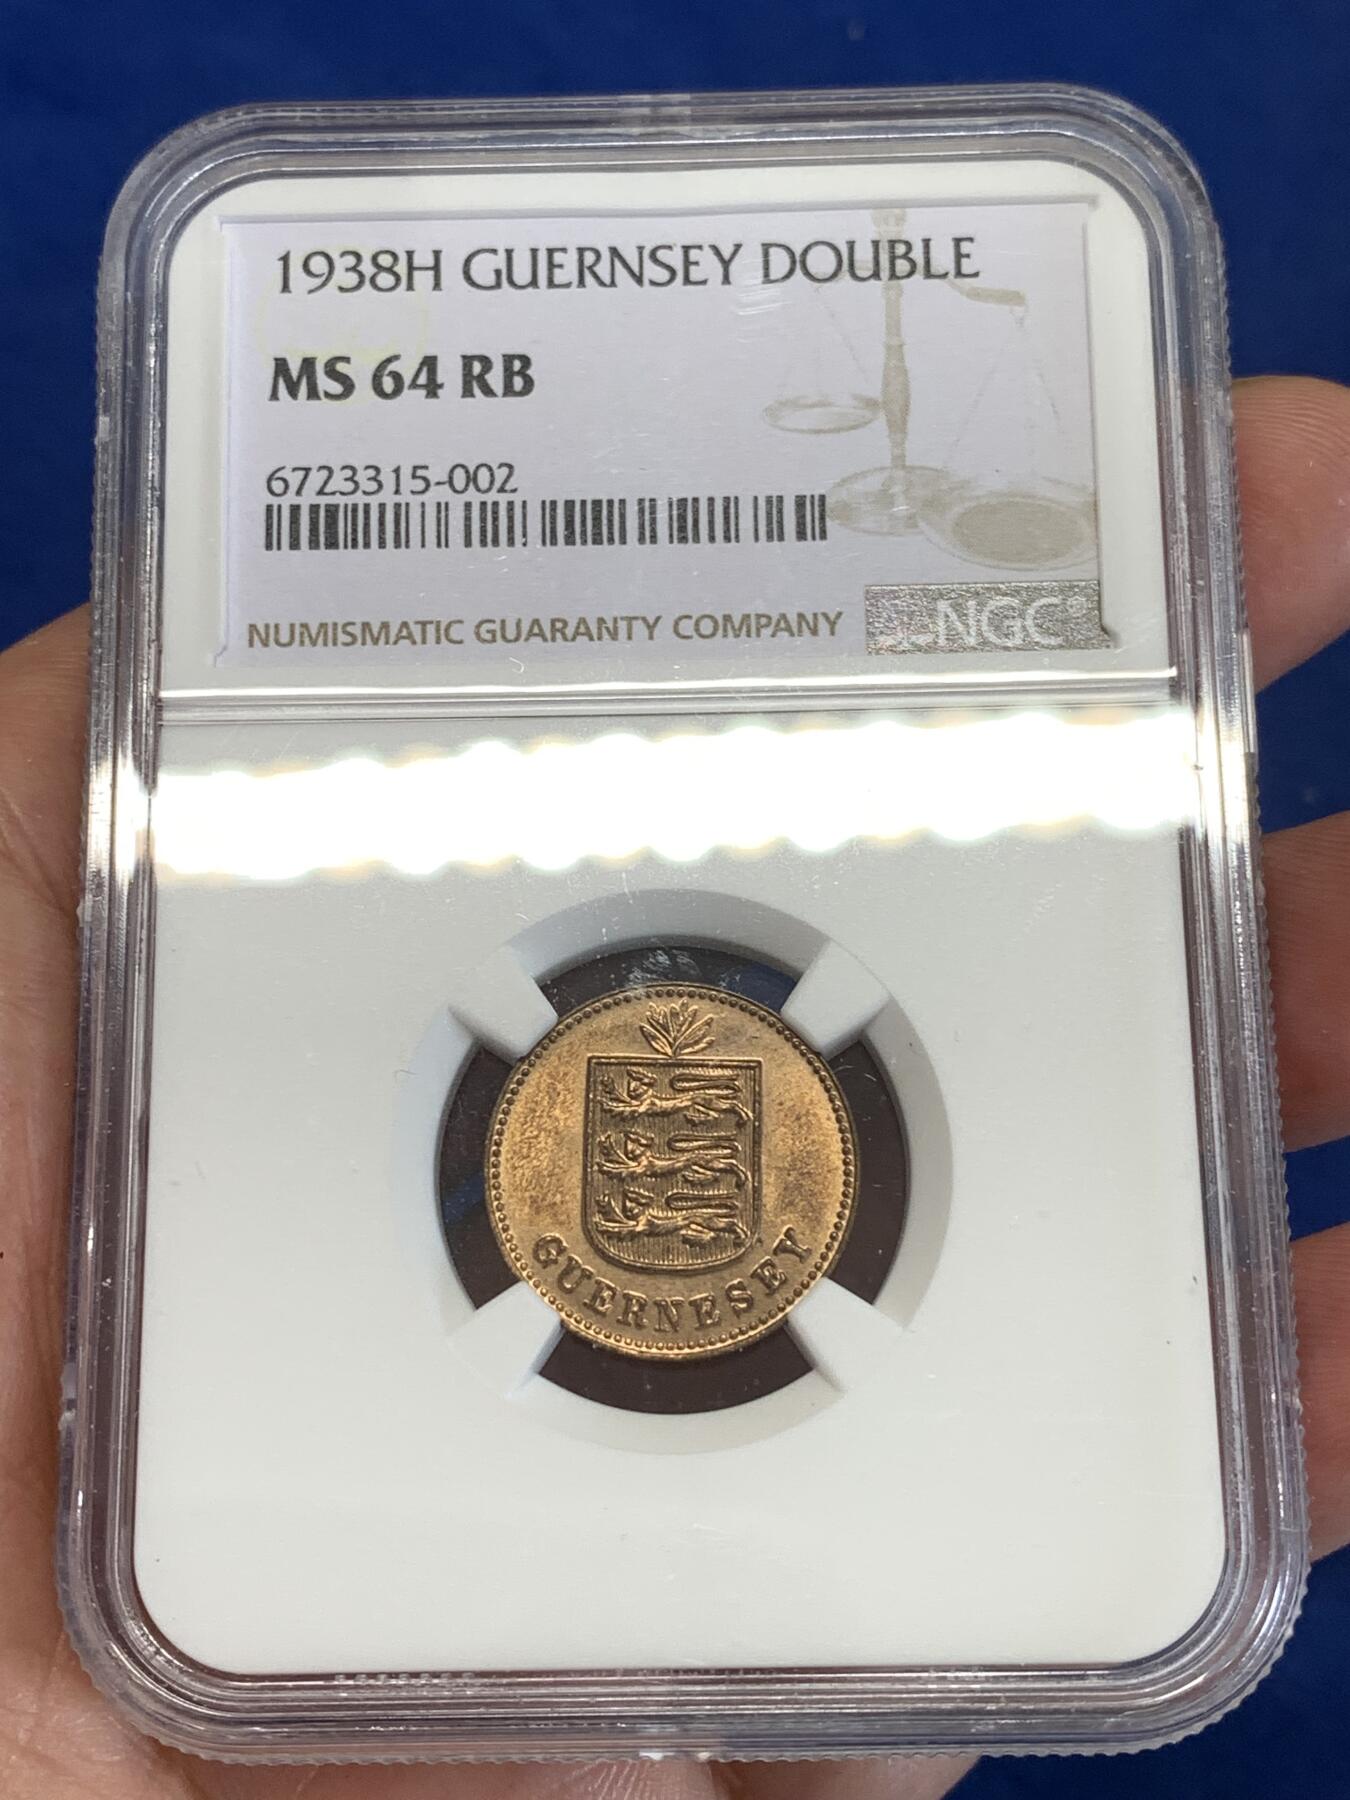 1938H GUERNSEY DOUBLE
MS 64 RB
6723315-002
NUMISMATIC GUARANTY COMPANY
NGC®
GUERNESEY